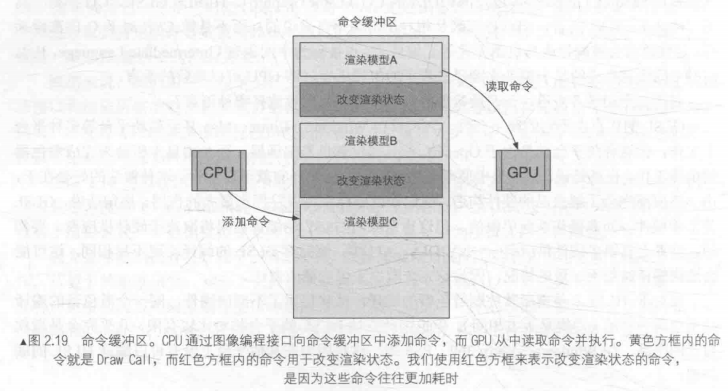 命令缓冲区
渲染模型A
读取命令
改变渲染状态
渲染模型B
CPU
GPU
改变渲染状态
添加命令
渲染模型C
▲图 2.19 命令缓冲区。CPU 通过图像编程接口向命令缓冲区中添加命令，而 GPU 从中读取命令并执行。黄色方框内的命
令就是 Draw Call，而红色方框内的命令用于改变渲染状态。我们使用红色方框来表示改变渲染状态的命令，
是因为这些命令往往更加耗时